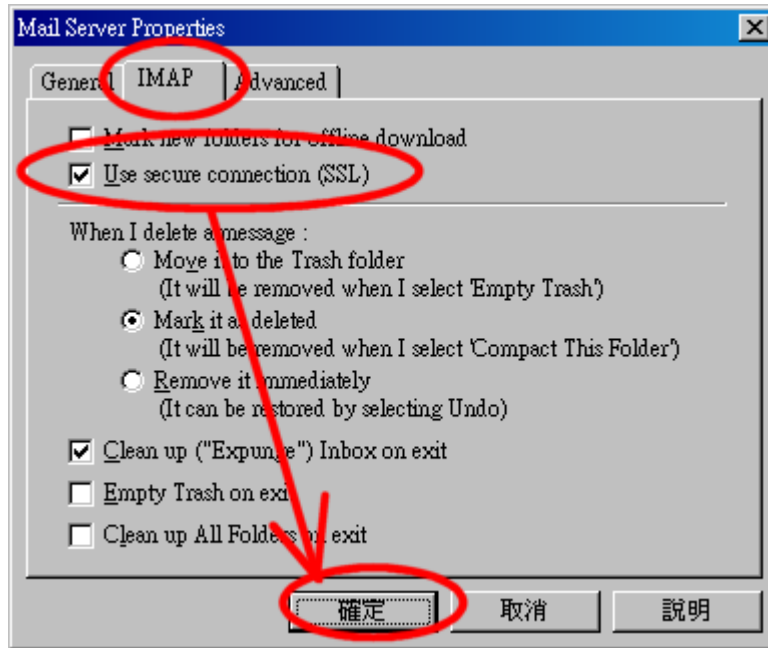 Mail Server Properties
General IMAP Advanced
Mark new folders for offline download
Use secure connection (SSL)
When I delete a message :
Move it to the Trash folder
(It will be removed when I select 'Empty Trash')
Mark it as deleted
(It will be removed when I select 'Compact This Folder')
Remove it immediately
(It can be restored by selecting Undo)
Clean up ("Expunge") Inbox on exit
Empty Trash on exit
Clean up All Folders on exit
確定 取消 說明